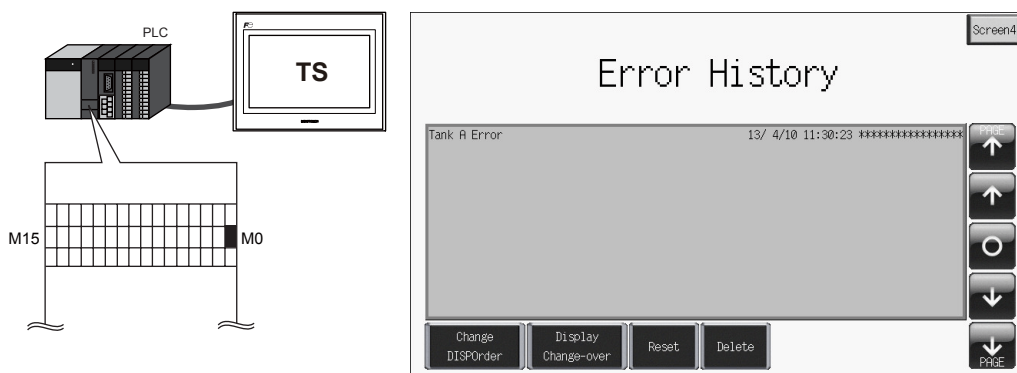 PLC
TS
M15
M0
Screen4
Error History
Tank A Error 13/ 4/10 11:30:23 *****************
PAGE
Change
DISPOrder
Display
Change-over
Reset
Delete
PAGE